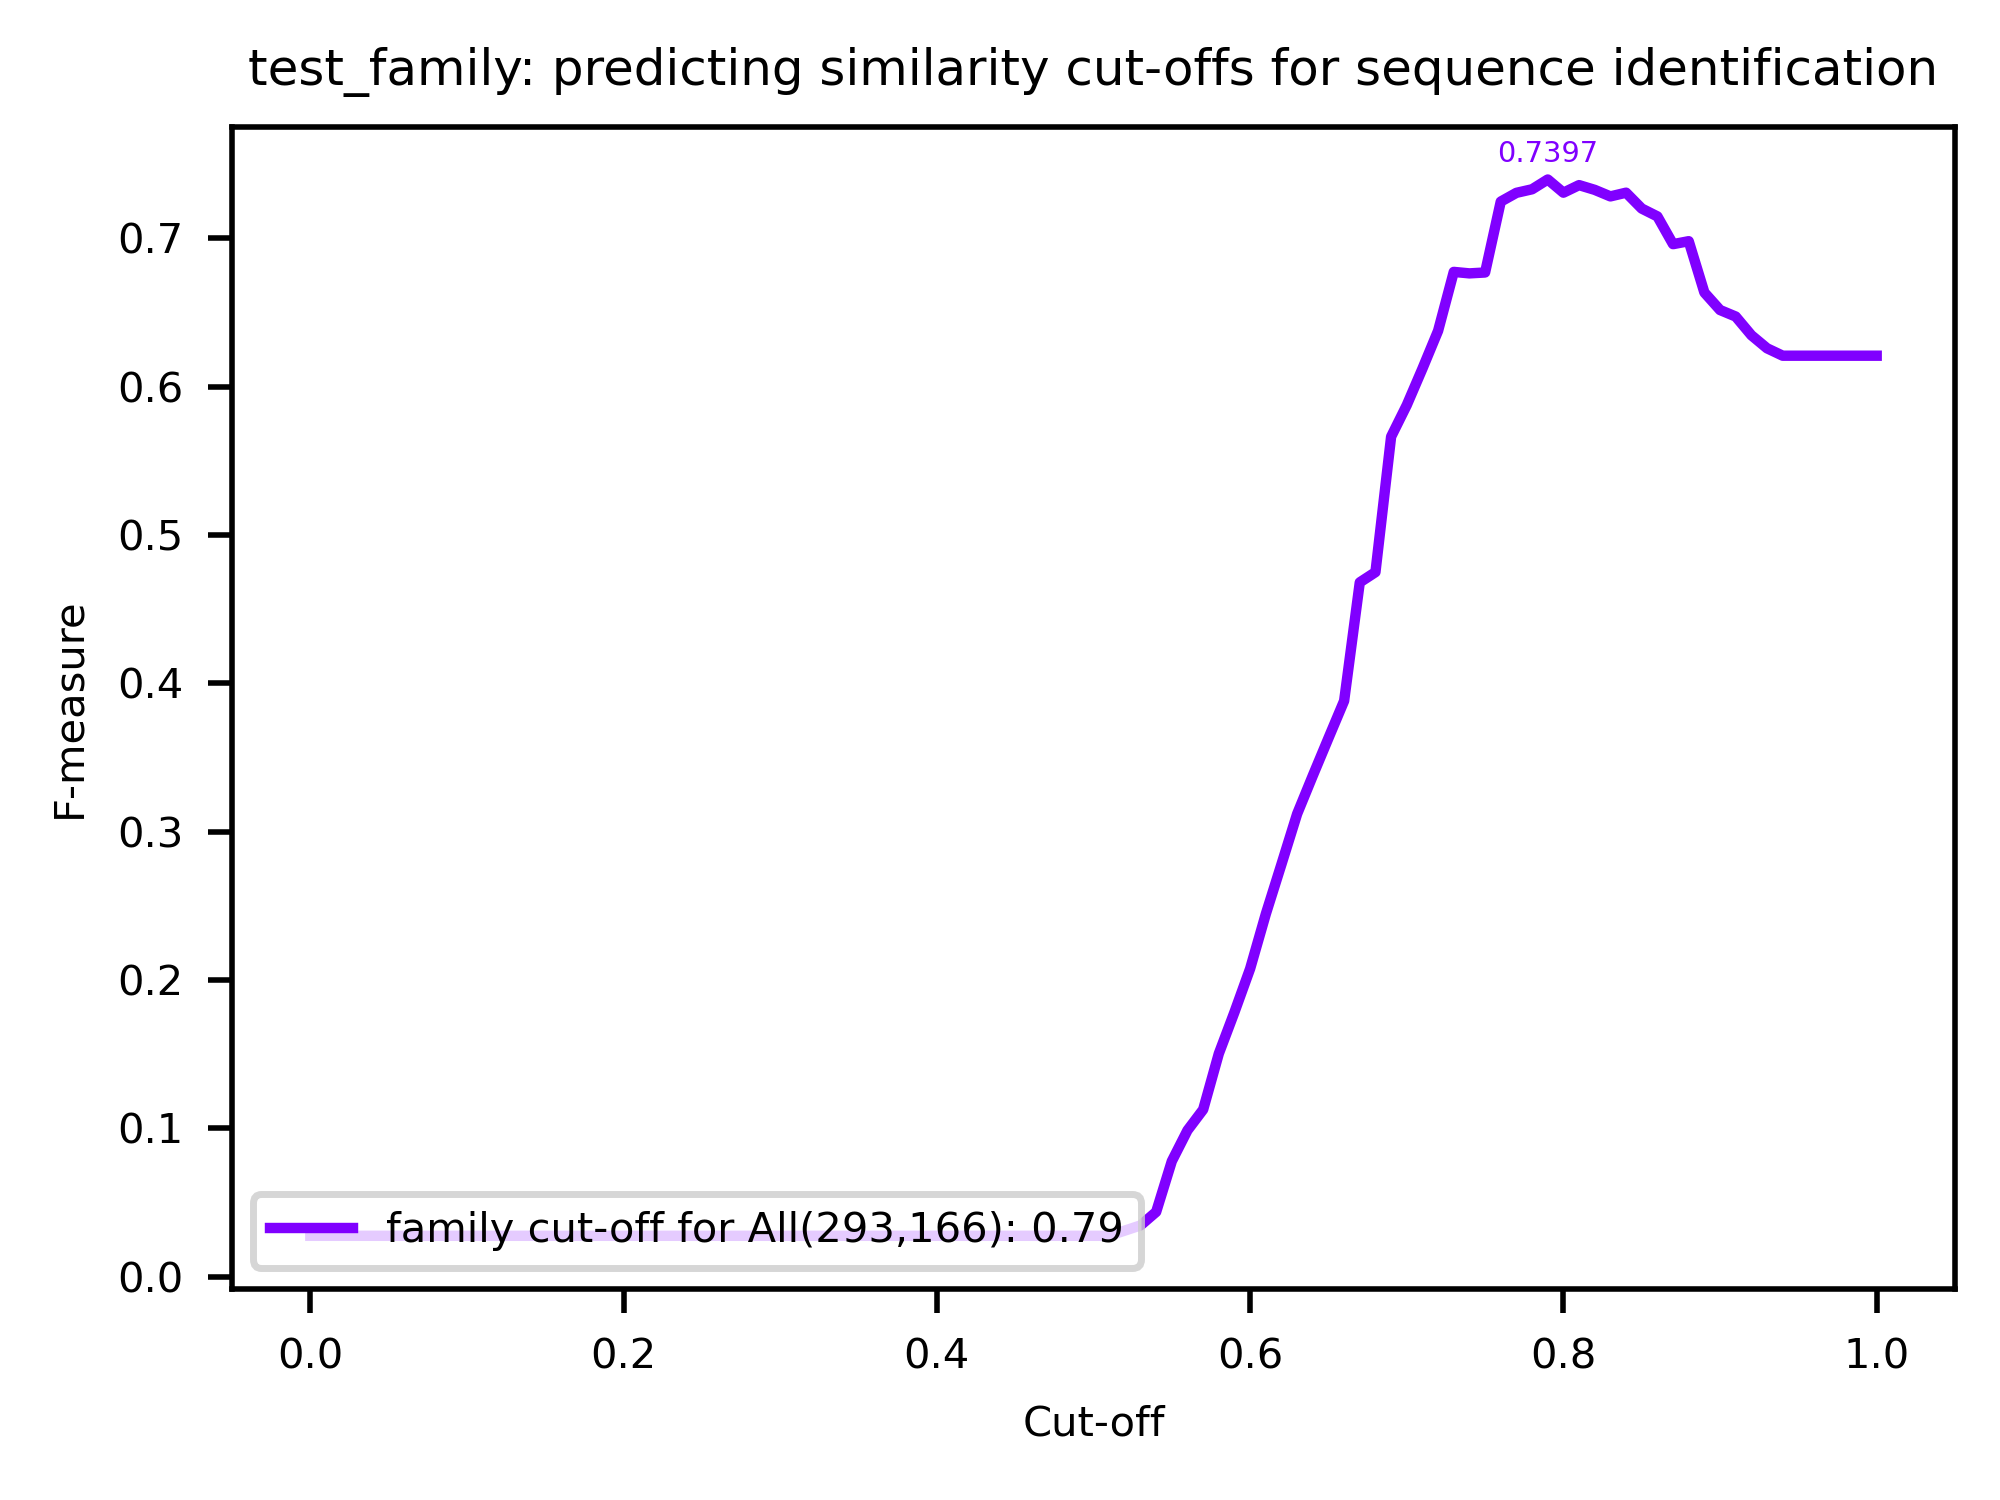 test_family: predicting similarity cut-offs for sequence identification
0.7397
0.7
0.6
0.5
0.4
0.3
0.2
0.1
0.0
F-measure
family cut-off for All(293,166): 0.79
0.0 0.2 0.4 0.6 0.8 1.0
Cut-off